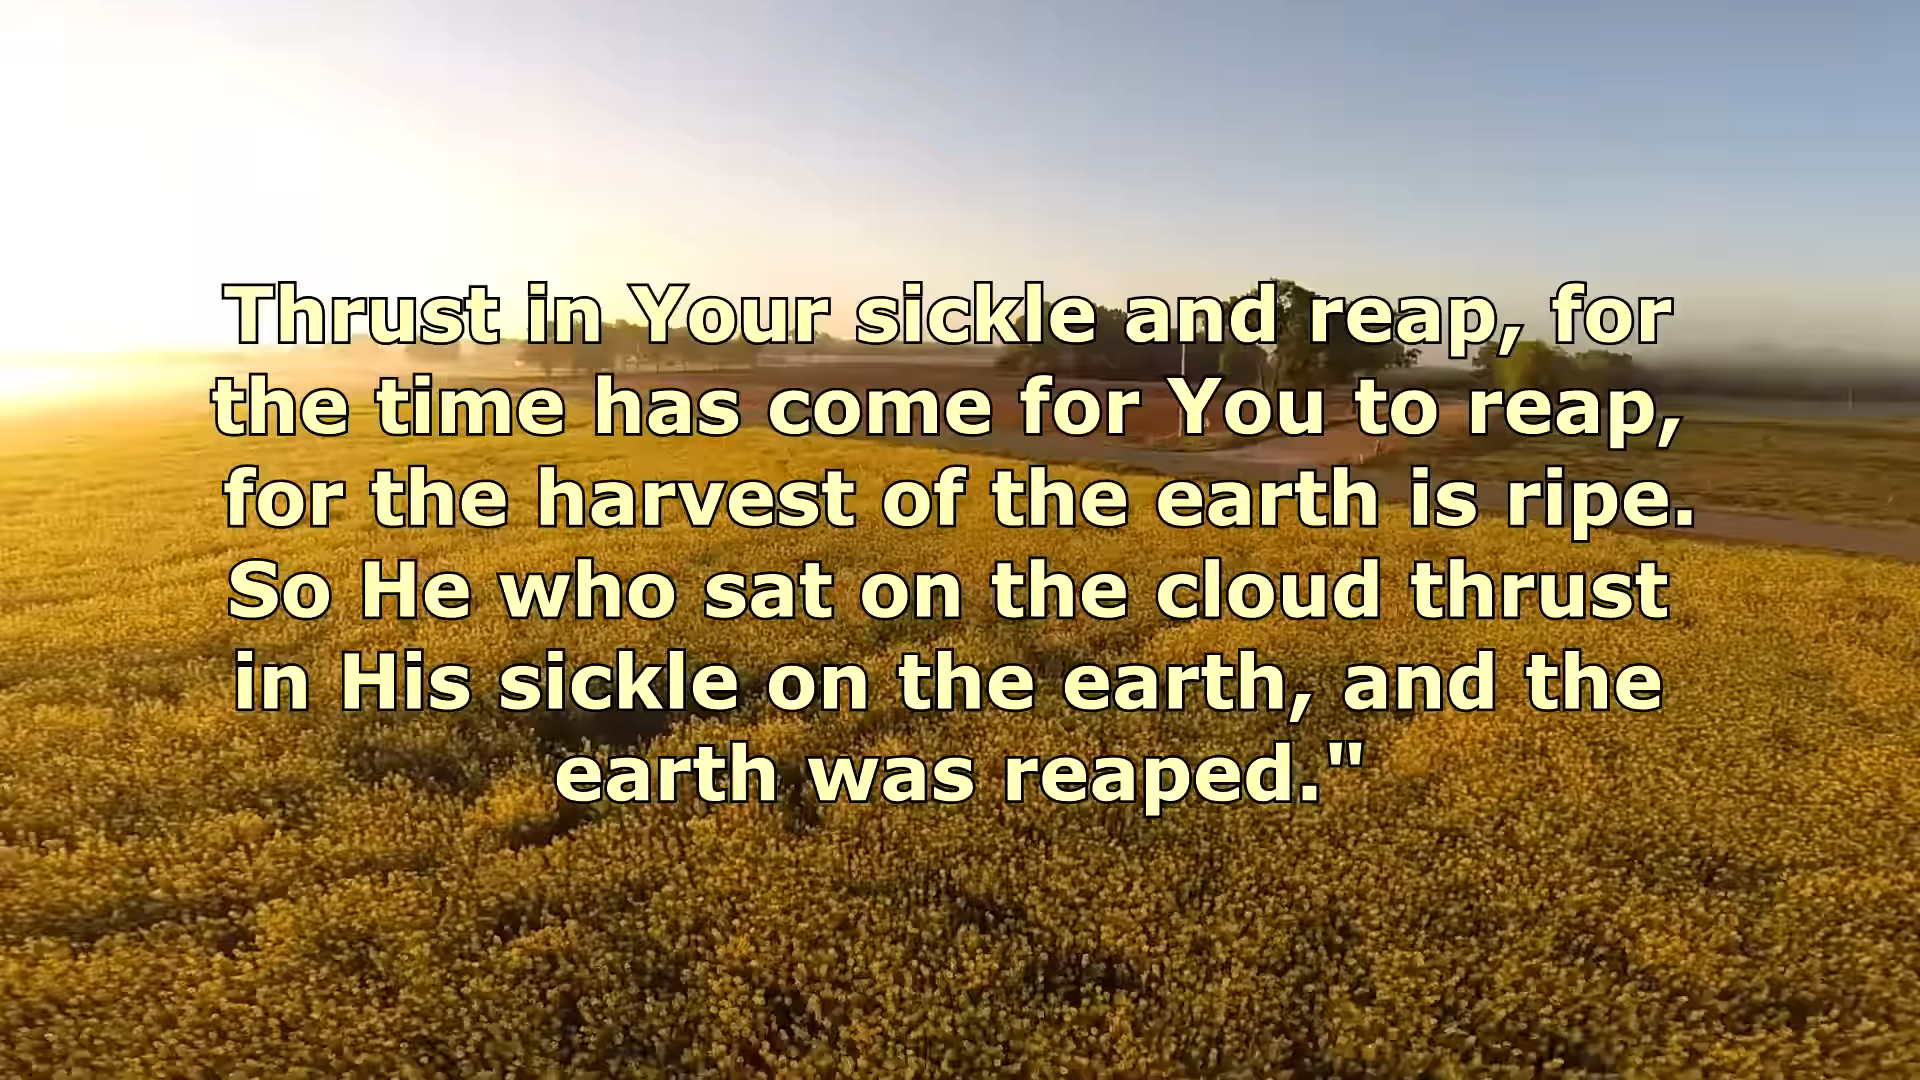 Thrust in Your sickle and reap, for
the time has come for You to reap,
for the harvest of the earth is ripe.
So He who sat on the cloud thrust
in His sickle on the earth, and the
earth was reaped."